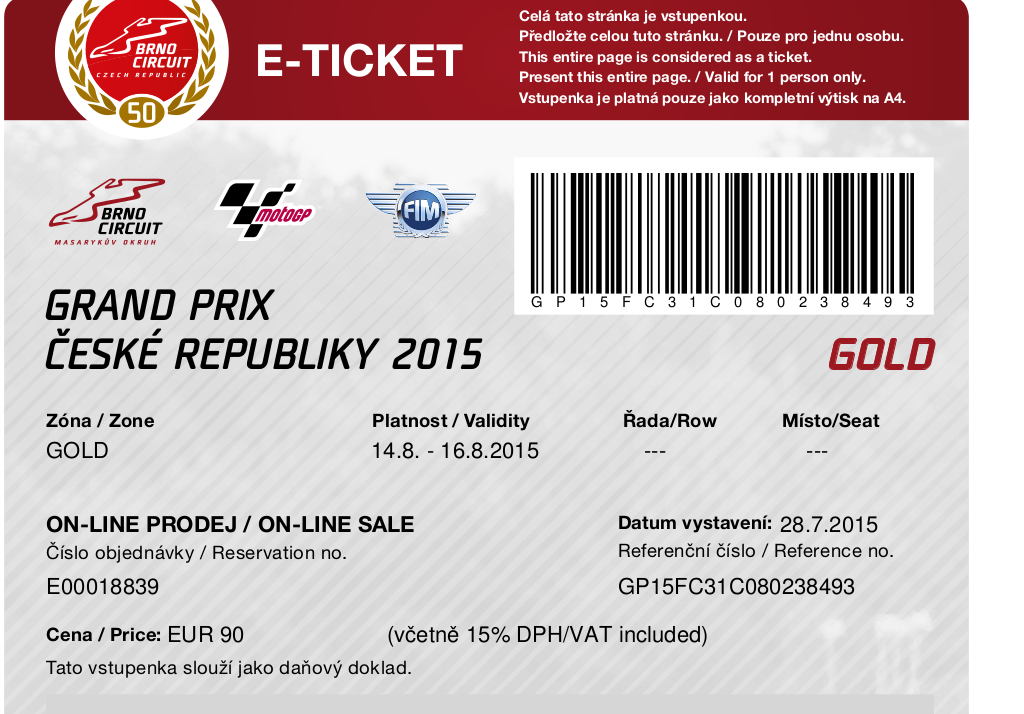 BRNO
CIRCUIT
CZECH REPUBLIC
50
E-TICKET
Celá tato stránka je vstupenkou.
Předložte celou tuto stránku. / Pouze pro jednu osobu.
This entire page is considered as a ticket.
Present this entire page. / Valid for 1 person only.
Vstupenka je platná pouze jako kompletní výtisk na A4.
BRNO
CIRCUIT
MASARYKŮV OKRUH
motoGP
FIM
GP15FC31C080238493
GRAND PRIX
ČESKÉ REPUBLIKY 2015
GOLD
Zóna / Zone Platnost / Validity Řada/Row Místo/Seat
GOLD 14.8. - 16.8.2015 --- ---
ON-LINE PRODEJ / ON-LINE SALE
Číslo objednávky / Reservation no.
E00018839
Datum vystavení: 28.7.2015
Referenční číslo / Reference no.
GP15FC31C080238493
Cena / Price: EUR 90 (včetně 15% DPH/VAT included)
Tato vstupenka slouží jako daňový doklad.